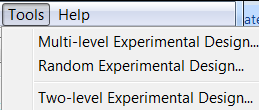 Tools Help
Multi-level Experimental Design...
Random Experimental Design...
Two-level Experimental Design...